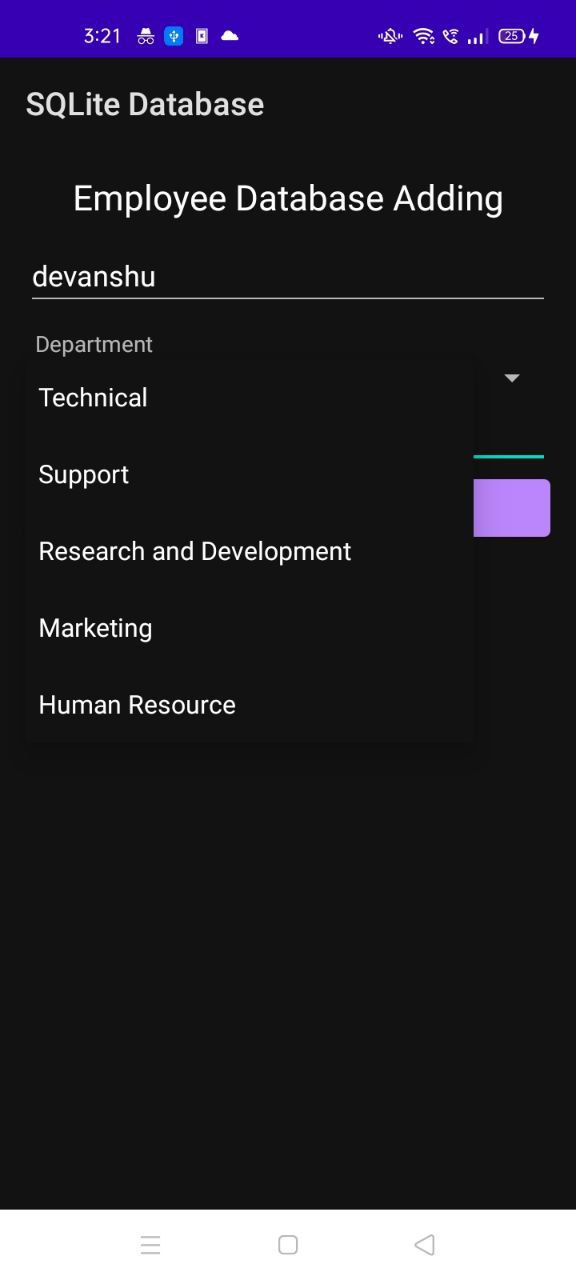 3:21
25
SQLite Database
Employee Database Adding
devanshu
Department
Technical
Support
Research and Development
Marketing
Human Resource